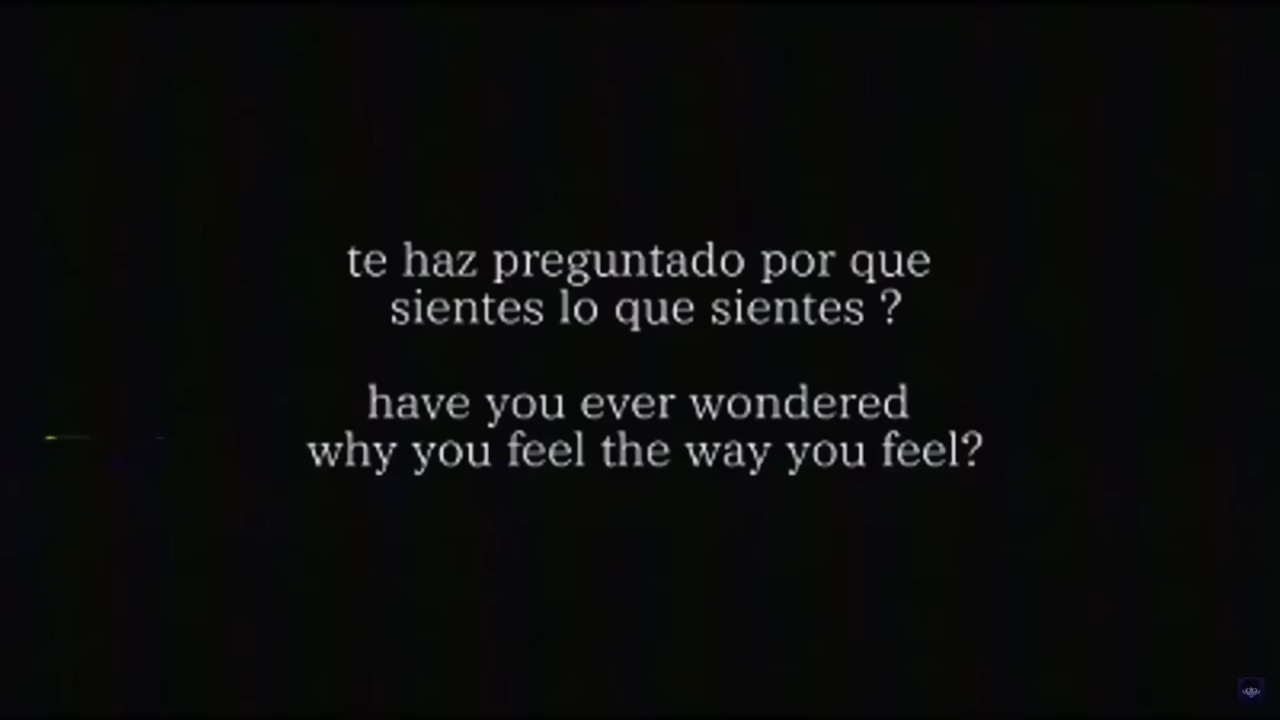 te haz preguntado por que
sientes lo que sientes ?
have you ever wondered
why you feel the way you feel?